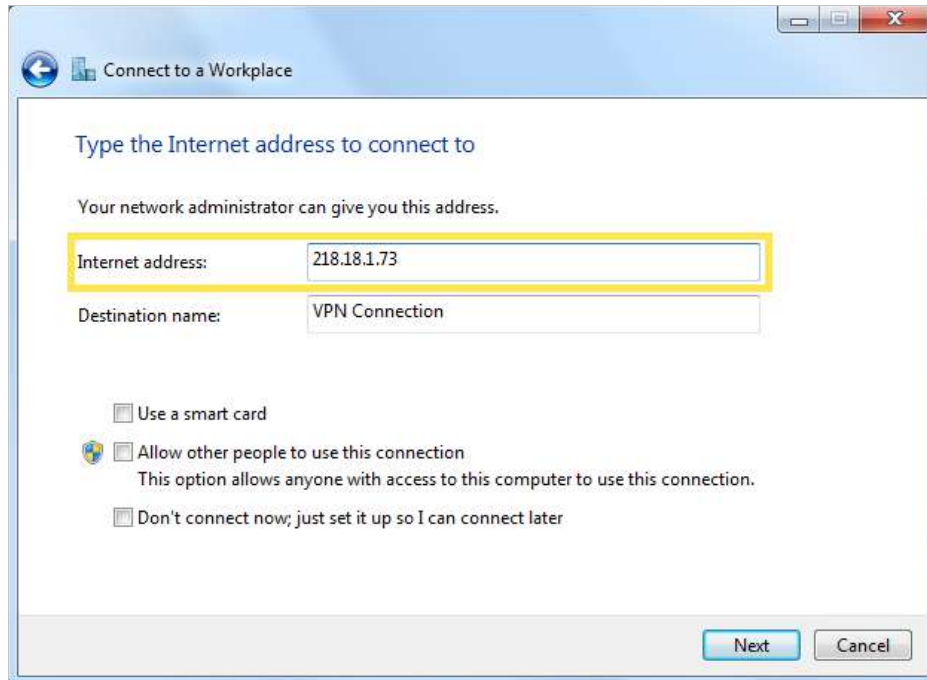 Connect to a Workplace
Type the Internet address to connect to
Your network administrator can give you this address.
Internet address: 218.18.1.73
Destination name: VPN Connection
Use a smart card
Allow other people to use this connection
This option allows anyone with access to this computer to use this connection.
Don't connect now; just set it up so I can connect later
Next Cancel